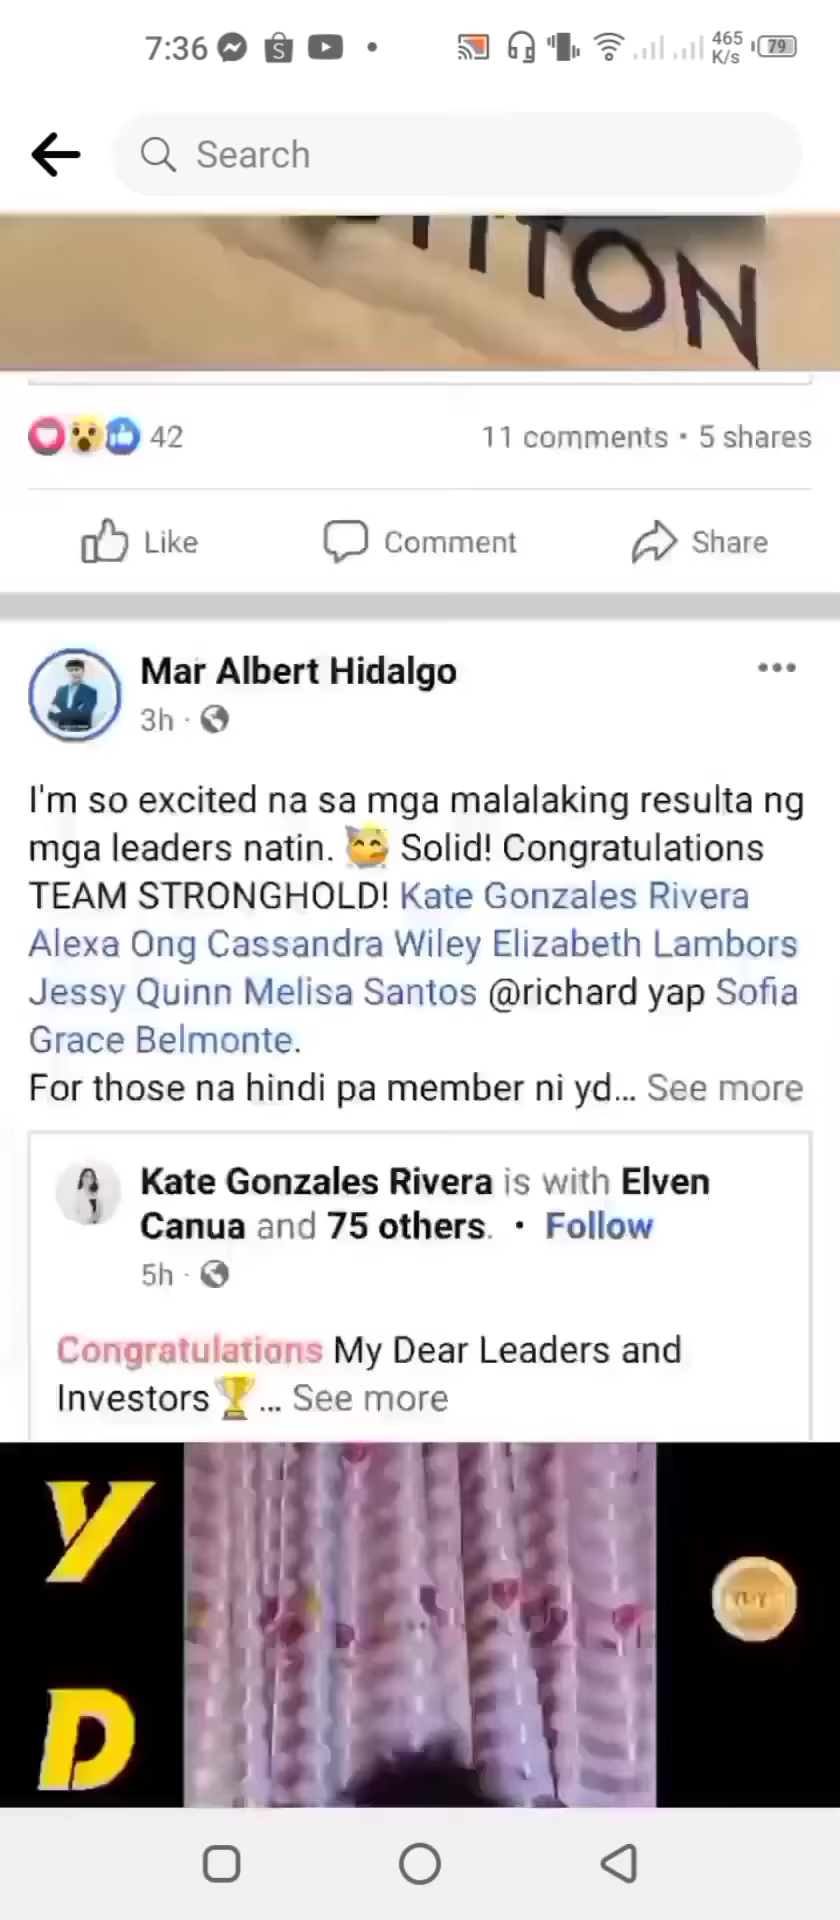 7:36
465
K/s
79
Search
TTON
42
11 comments • 5 shares
Like
Comment
Share
Mar Albert Hidalgo
3h ·
I'm so excited na sa mga malalaking resulta ng
mga leaders natin. 🥳 Solid! Congratulations
TEAM STRONGHOLD! Kate Gonzales Rivera
Alexa Ong Cassandra Wiley Elizabeth Lambors
Jessy Quinn Melisa Santos @richard yap Sofia
Grace Belmonte.
For those na hindi pa member ni yd... See more
Kate Gonzales Rivera is with Elven
Canua and 75 others. • Follow
5h ·
Congratulations My Dear Leaders and
Investors🏆... See more
Y
D